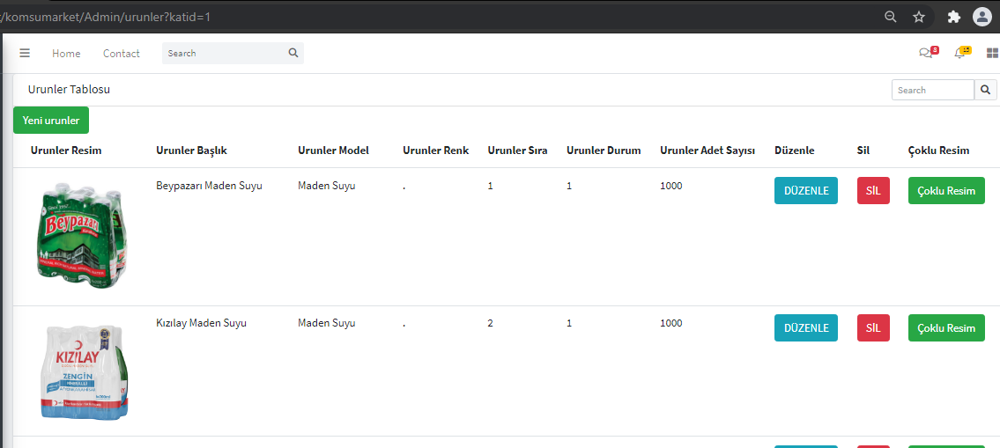 /komsumarket/Admin/urunler?katid=1
Home Contact Search 8 15
Urunler Tablosu Search
Yeni urunler
Urunler Resim Urunler Başlık Urunler Model Urunler Renk Urunler Sıra Urunler Durum Urunler Adet Sayısı Düzenle Sil Çoklu Resim
Beypazarı Maden Suyu Maden Suyu . 1 1 1000 DÜZENLE SİL Çoklu Resim
Beypazarı
Kızılay Maden Suyu Maden Suyu . 2 1 1000 DÜZENLE SİL Çoklu Resim
KIZILAY
ZENGİN
MİNERALLİ